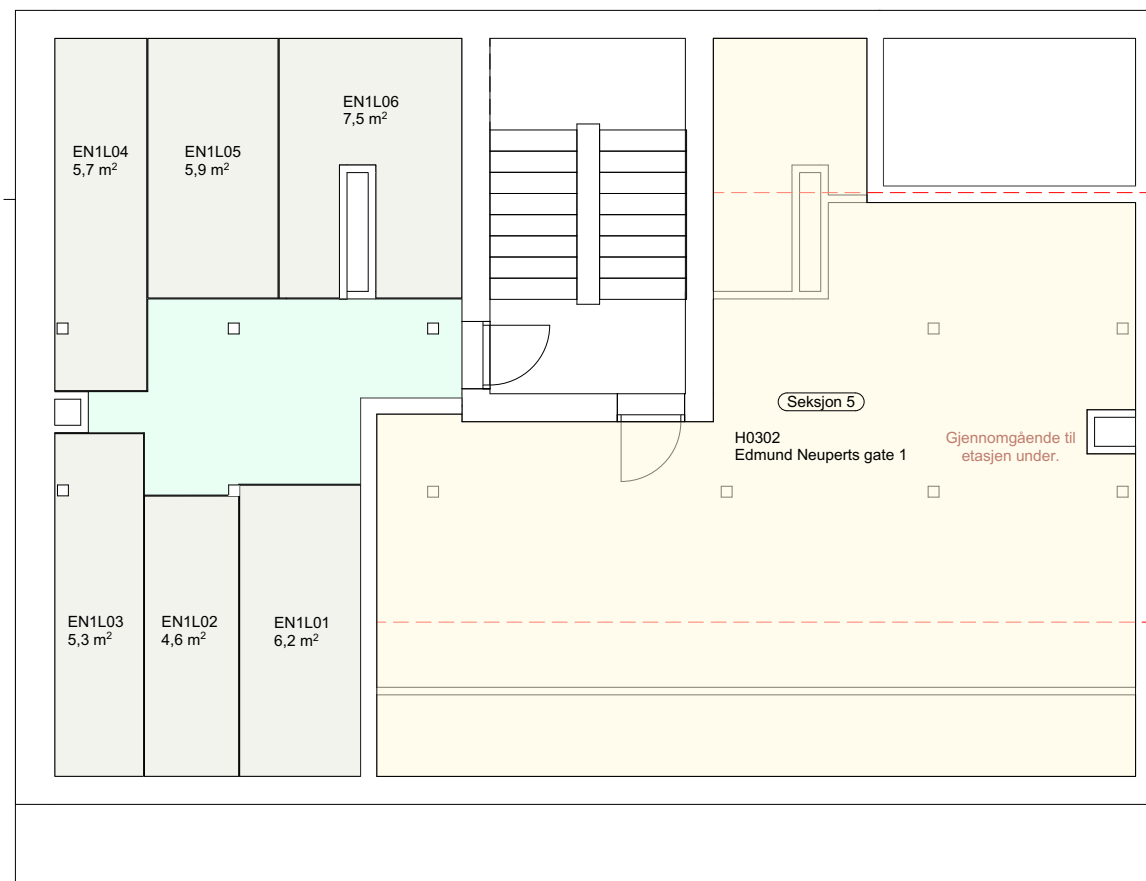 EN1L06
7,5 m²
EN1L04
5,7 m²
EN1L05
5,9 m²
Seksjon 5
H0302
Edmund Neuperts gate 1
Gjennomgående til
etasjen under.
EN1L03
5,3 m²
EN1L02
4,6 m²
EN1L01
6,2 m²